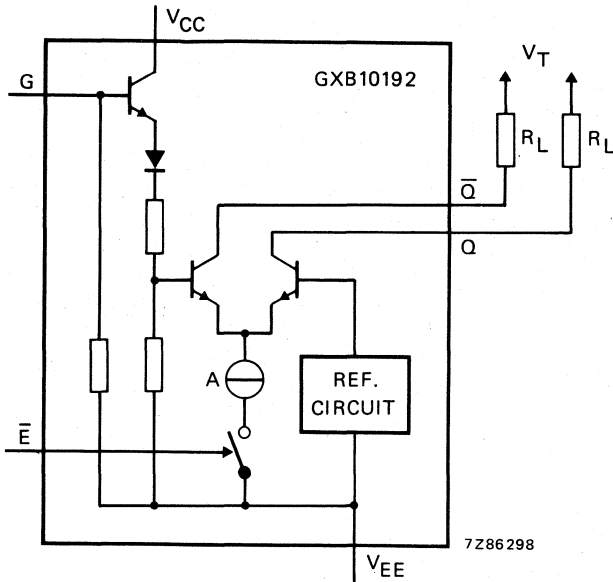 VCC
G
GXB10192
VT
RL
RL
Q̅
Q
A
REF.
CIRCUIT
E̅
7Z86298
VEE